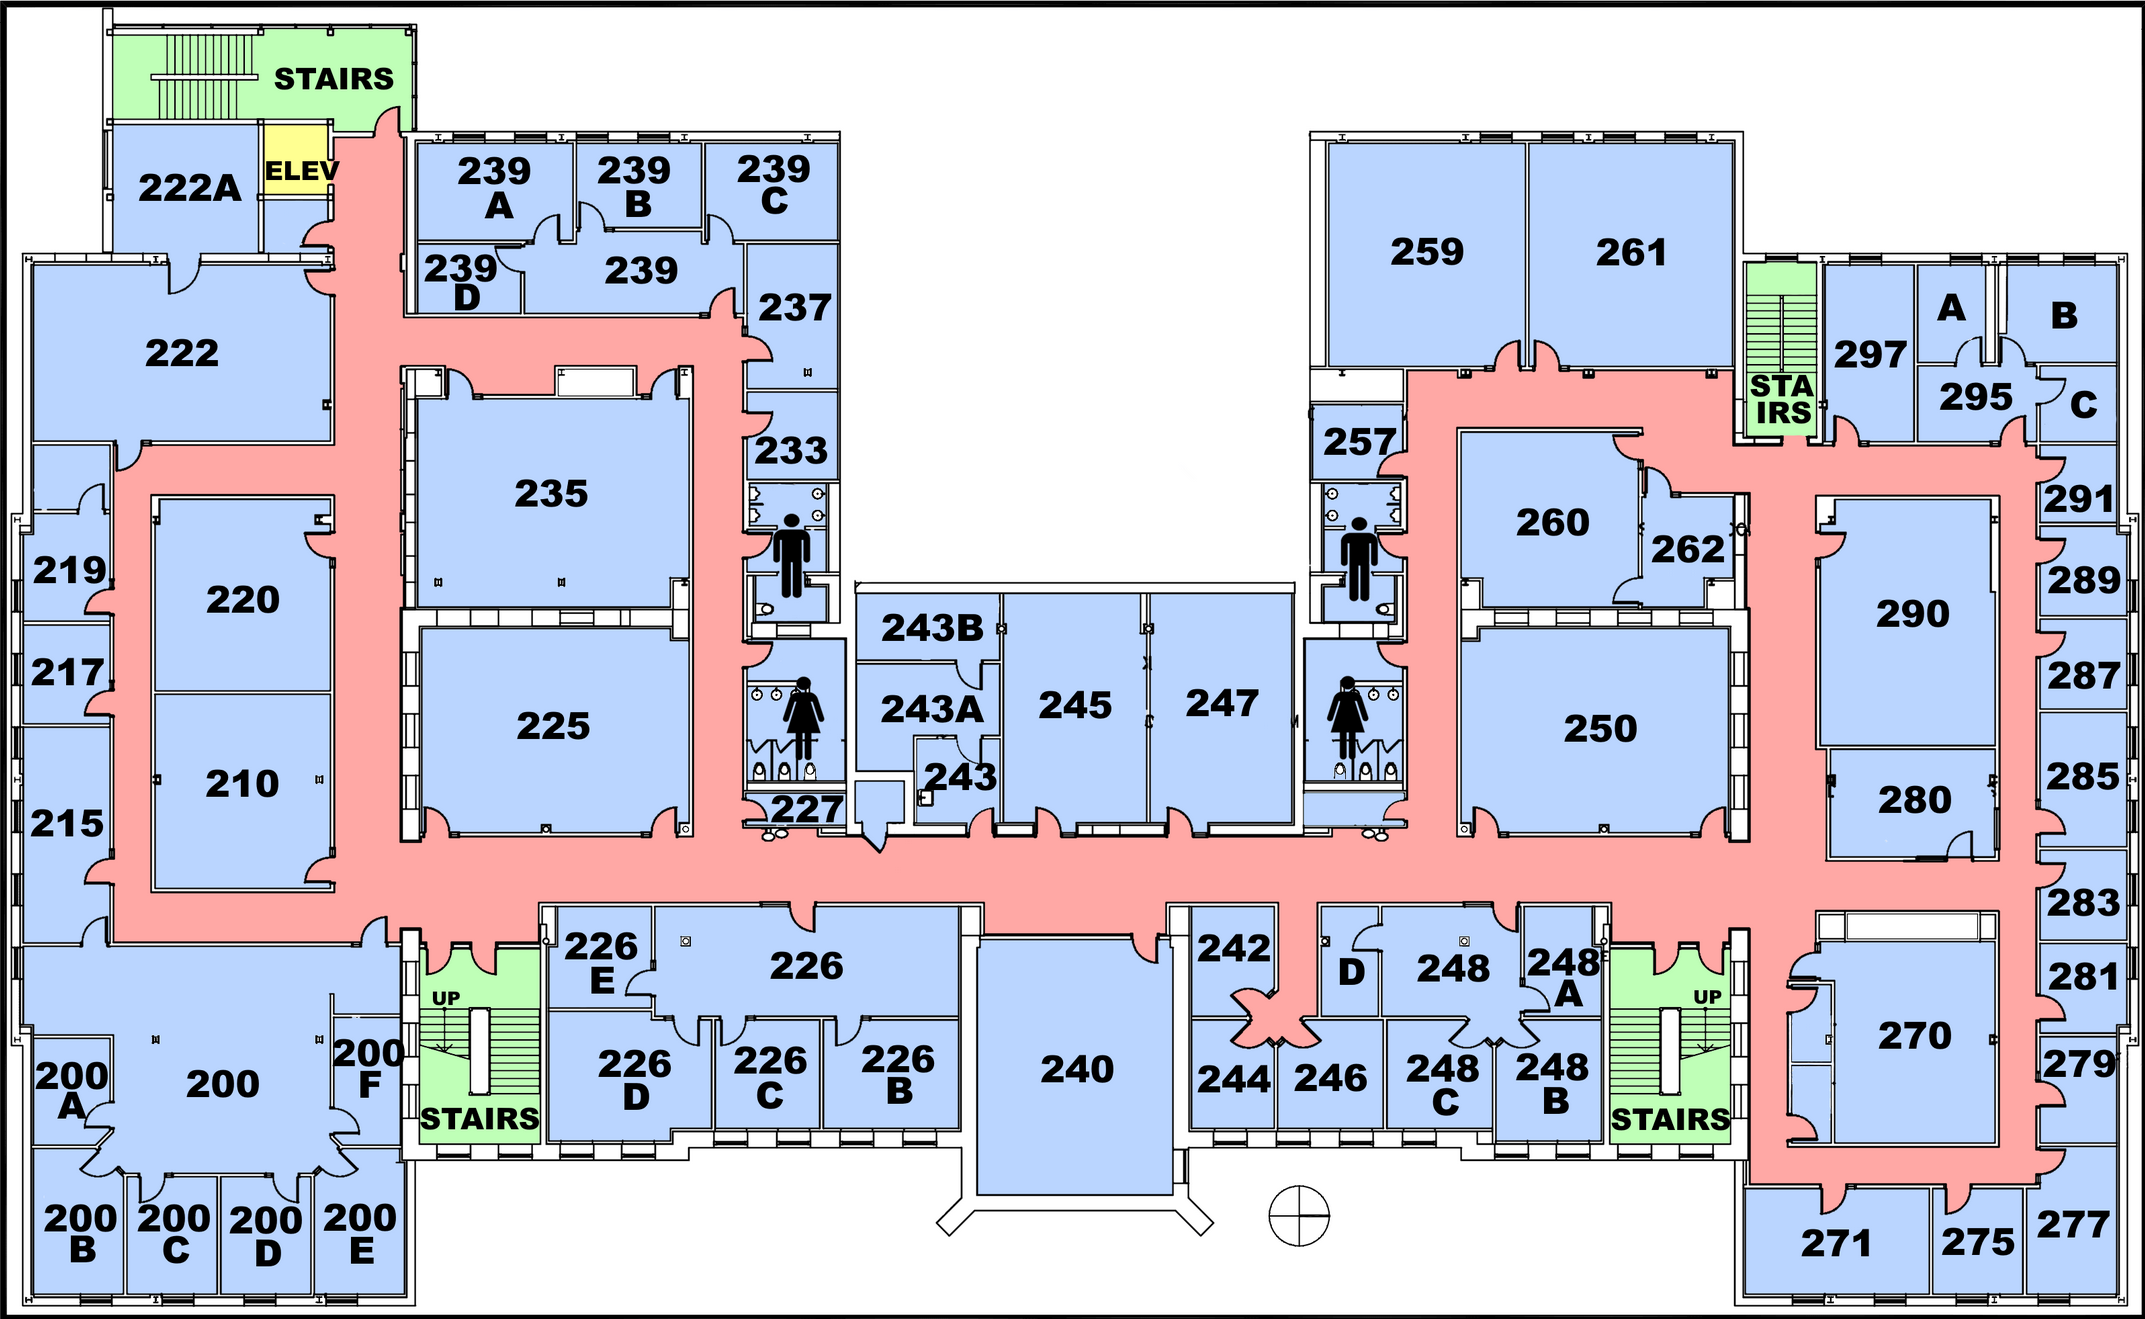 STAIRS
222A
ELEV
239
A
239
B
239
C
239
D
239
237
222
233
235
219
220
217
225
210
215
227
243B
243A
243
245
247
259
261
257
260
262
250
STA
IRS
297
A
B
295
C
291
289
290
287
285
280
283
281
270
279
277
271
275
200
200
A
200
B
200
C
200
D
200
E
200
F
UP
STAIRS
226
E
226
226
D
226
C
226
B
240
242
244
246
D
248
248
A
248
C
248
B
UP
STAIRS